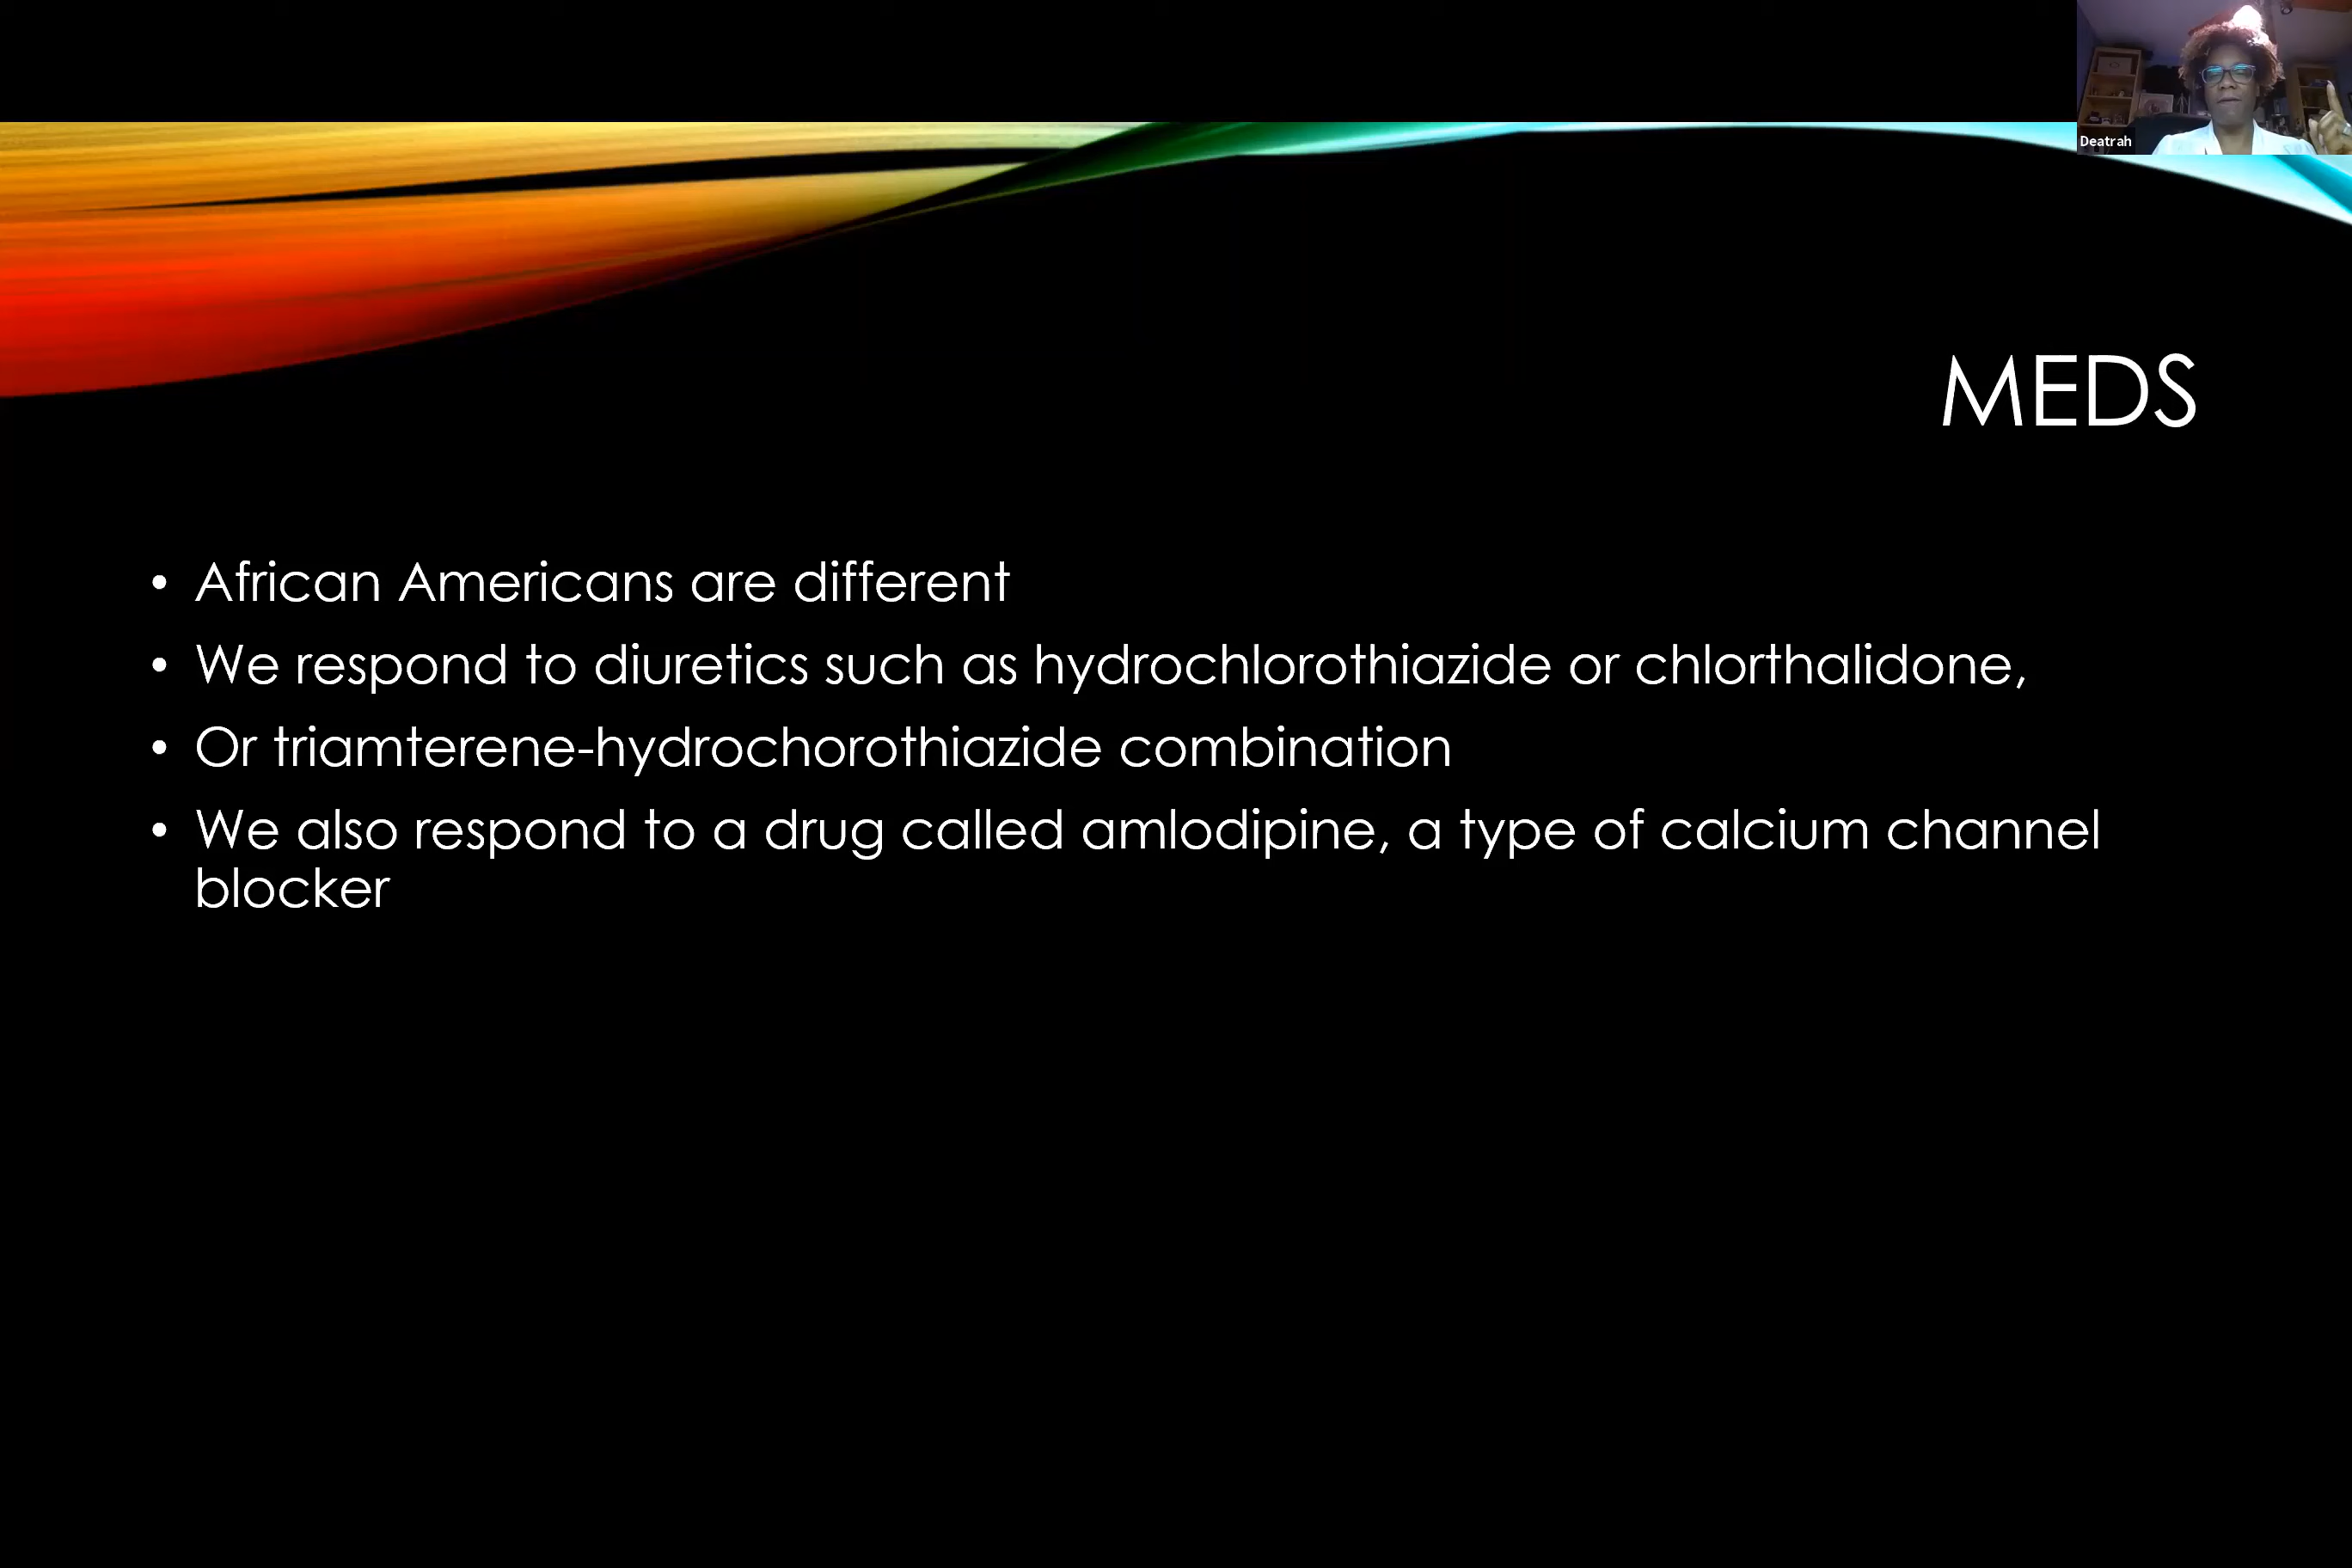 Deatrah
MEDS
• African Americans are different
• We respond to diuretics such as hydrochlorothiazide or chlorthalidone,
• Or triamterene-hydrochorothiazide combination
• We also respond to a drug called amlodipine, a type of calcium channel
blocker